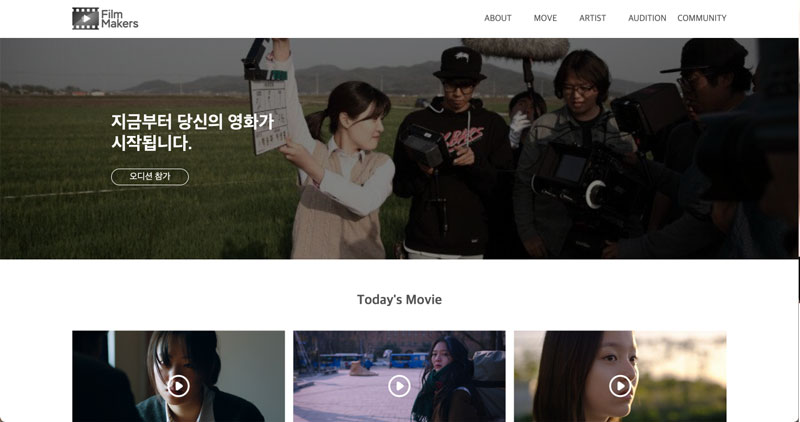 Film
Makers
ABOUT
MOVE
ARTIST
AUDITION
COMMUNITY
지금부터 당신의 영화가
시작됩니다.
오디션 참가
Today's Movie